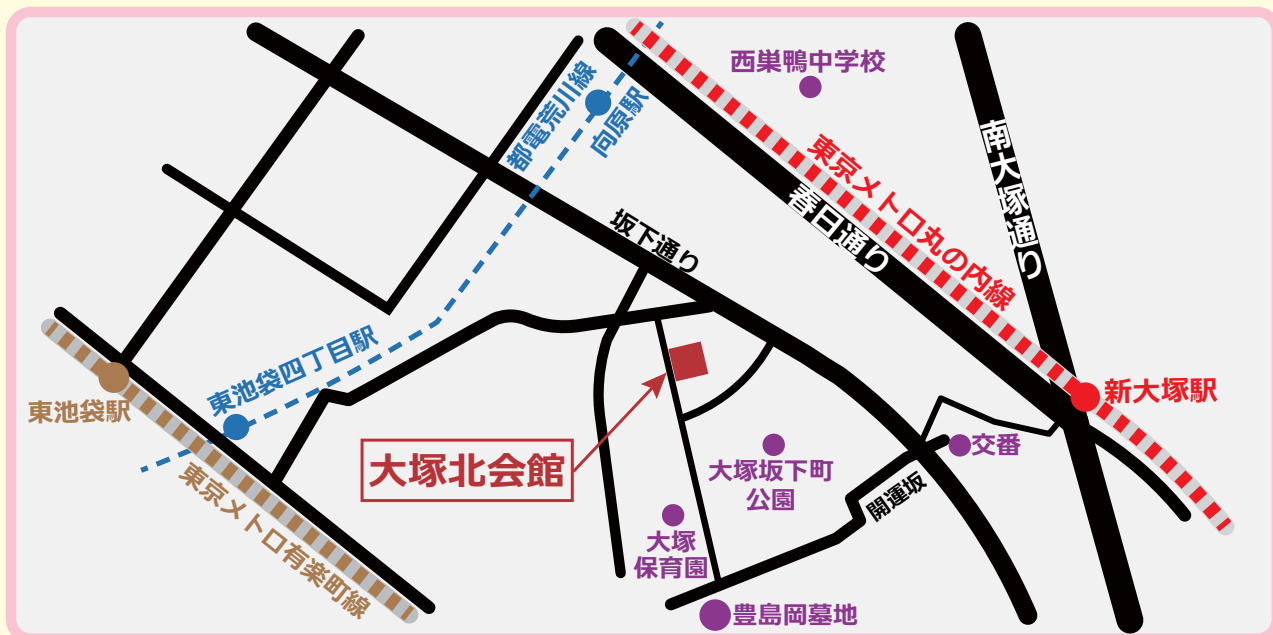 西巣鴨中学校
都電荒川線
向原駅
東京メトロ丸の内線
春日通り
南大塚通り
坂下通り
東池袋四丁目駅
東池袋駅
新大塚駅
大塚北会館
交番
大塚坂下町
公園
開運坂
東京メトロ有楽町線
大塚
保育園
豊島岡墓地